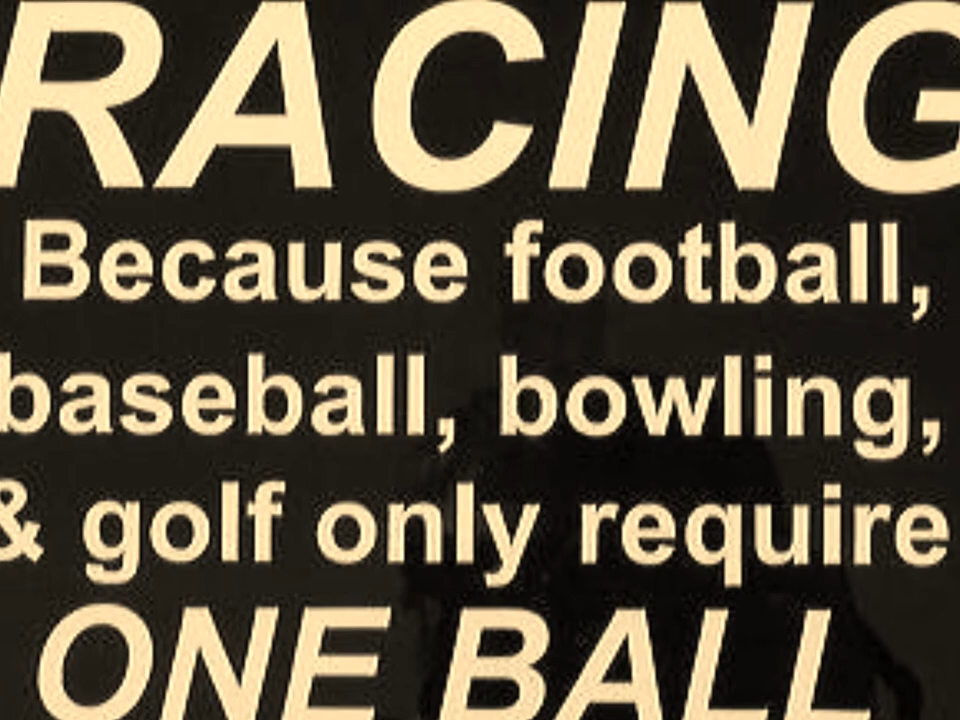 RACING
Because football,
baseball, bowling,
& golf only require
ONE BALL